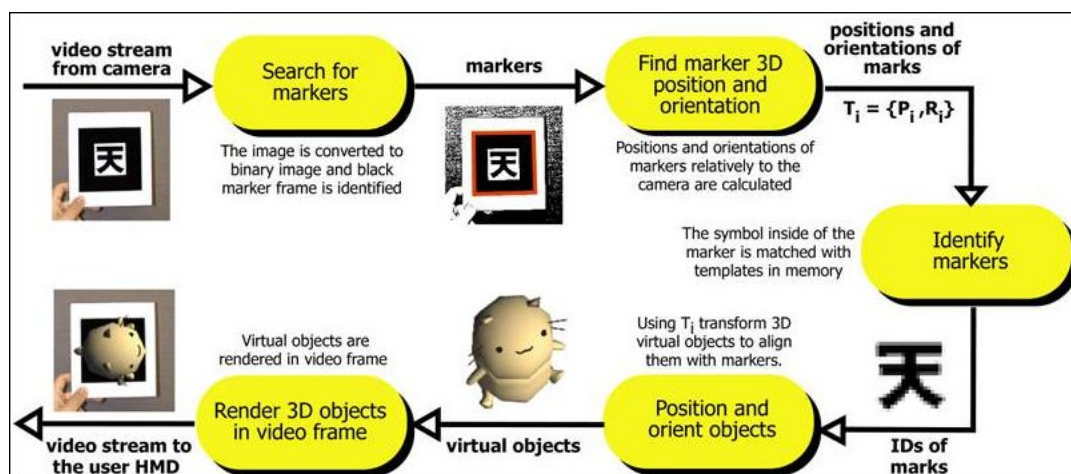 video stream
from camera
Search for
markers
The image is converted to
binary image and black
marker frame is identified
markers
Find marker 3D
position and
orientation
Positions and orientations of
markers relatively to the
camera are calculated
positions and
orientations of
marks
Ti = {Pi ,Ri}
天
天
The symbol inside of the
marker is matched with
templates in memory
Identify
markers
天
IDs of
marks
Using Ti transform 3D
virtual objects to align
them with markers.
Position and
orient objects
virtual objects
Virtual objects are
rendered in video frame
Render 3D objects
in video frame
video stream to
the user HMD